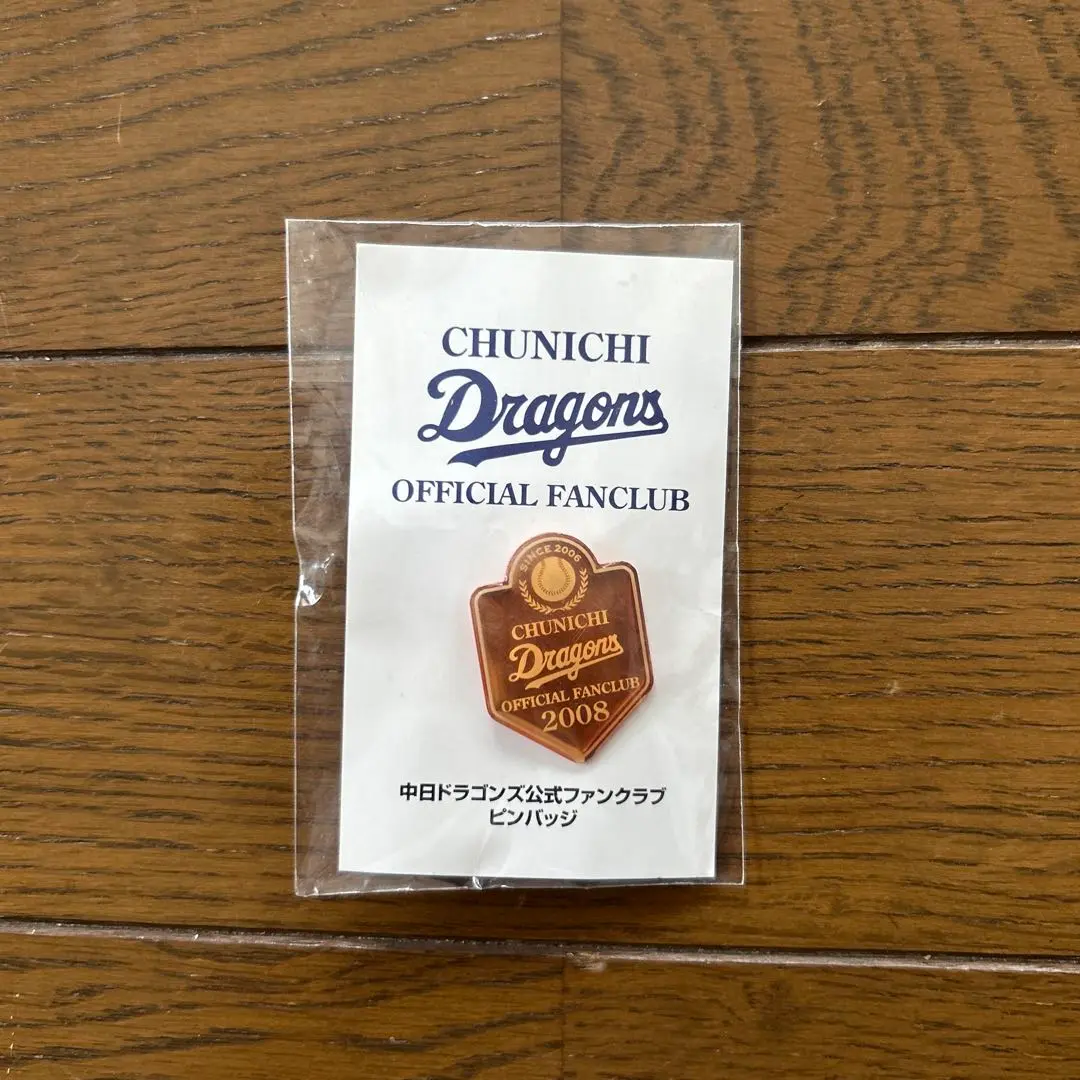 CHUNICHI
Dragons
OFFICIAL FANCLUB
SINCE 2006
CHUNICHI
Dragons
OFFICIAL FANCLUB
2008
中日ドラゴンズ公式ファンクラブ
ピンバッジ